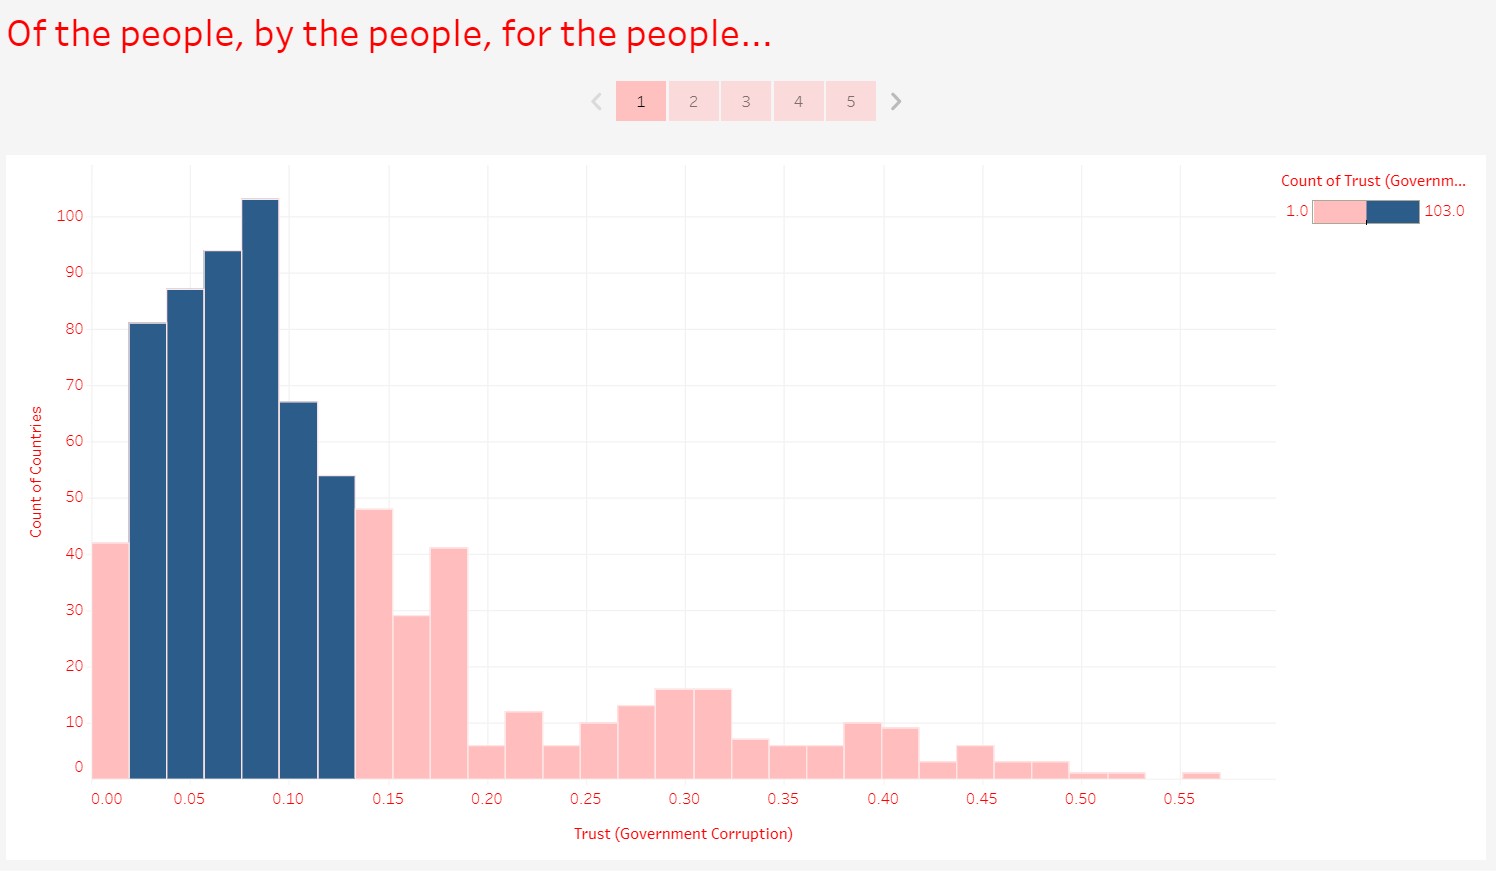 Of the people, by the people, for the people...
1 2 3 4 5
Count of Trust (Governm...
1.0 103.0
Count of Countries
100
90
80
70
60
50
40
30
20
10
0
0.00 0.05 0.10 0.15 0.20 0.25 0.30 0.35 0.40 0.45 0.50 0.55
Trust (Government Corruption)